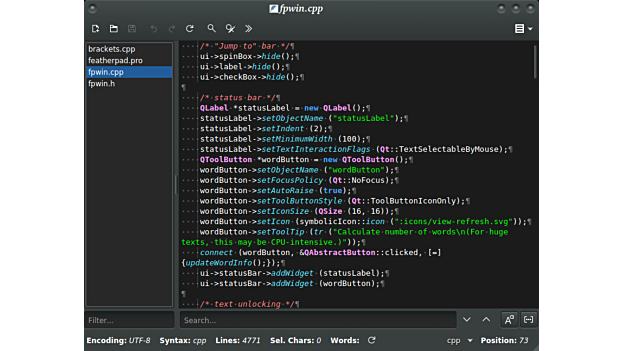 fpwin.cpp
brackets.cpp
featherpad.pro
fpwin.cpp
fpwin.h
/*·"Jump·to"·bar·*/¶
ui->spinBox->hide();¶
ui->label->hide();¶
ui->checkBox->hide();¶
¶
/*·status·bar·*/¶
QLabel·*statusLabel·=·new·QLabel();¶
statusLabel->setObjectName·("statusLabel");¶
statusLabel->setIndent·(2);¶
statusLabel->setMinimumWidth·(100);¶
statusLabel->setTextInteractionFlags·(Qt::TextSelectableByMouse);¶
QToolButton·*wordButton·=·new·QToolButton();¶
wordButton->setObjectName·("wordButton");¶
wordButton->setFocusPolicy·(Qt::NoFocus);¶
wordButton->setAutoRaise·(true);¶
wordButton->setToolButtonStyle·(Qt::ToolButtonIconOnly);¶
wordButton->setIconSize·(QSize·(16,·16));¶
wordButton->setIcon·(symbolicIcon::icon·(":icons/view-refresh.svg"));¶
wordButton->setToolTip·(tr·("Calculate·number·of·words\n(For·huge·
texts,·this·may·be·CPU-intensive.)"));¶
connect·(wordButton,·&QAbstractButton::clicked,·[=]
{updateWordInfo();});¶
ui->statusBar->addWidget·(statusLabel);¶
ui->statusBar->addWidget·(wordButton);¶
¶
/*·text·unlocking·*/¶
Filter...
Search...
Encoding: UTF-8 Syntax: cpp Lines: 4771 Sel. Chars: 0 Words: cpp Position: 73